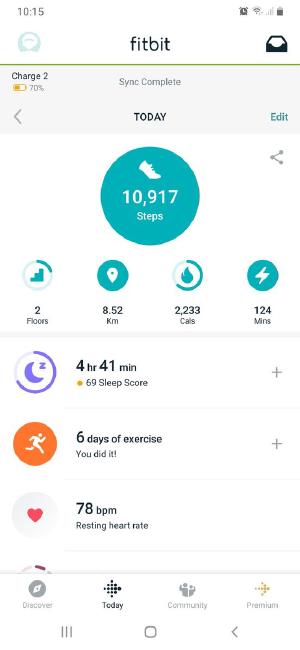 10:15
fitbit
Charge 2
70%
Sync Complete
TODAY
Edit
10,917
Steps
2
Floors
8.52
Km
2,233
Cals
124
Mins
4 hr 41 min
69 Sleep Score
6 days of exercise
You did it!
78 bpm
Resting heart rate
Discover
Today
Community
Premium